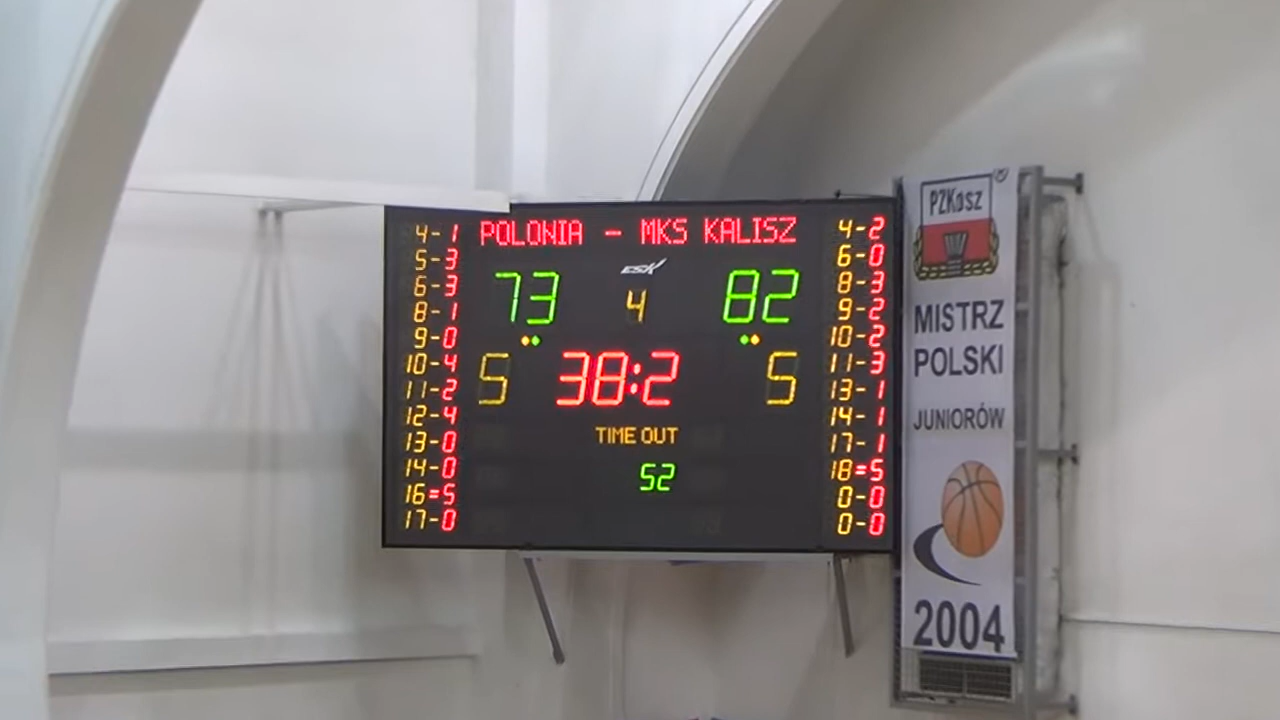 POLONIA - MKS KALISZ
ESK
73 4 82
5 38:2 5
TIME OUT
52
4-1
5-3
6-3
8-1
9-0
10-4
11-2
12-4
13-0
14-0
16=5
17-0
4-2
6-0
8-3
9-2
10-2
11-3
13-1
14-1
17-1
18=5
0-0
0-0
PZKosz
MISTRZ
POLSKI
JUNIORÓW
2004